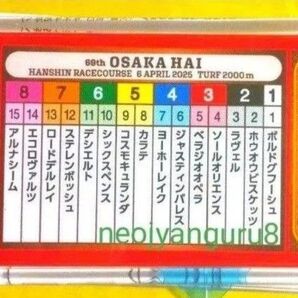 69th OSAKA HAI
HANSHIN RACECOURSE 6 APRIL 2025 TURF 2000m
8 7 6 5 4 3 2 1
15 14 13 12 11 10 9 8 7 6 5 4 3 2 1
ボルドグフーシュ
ホウオウビスケッツ
ラヴェル
ソールオリエンス
ベラジオオペラ
ジャスティンパレス
ヨーホーレイク
カラテ
コスモキュランダ
シックスペンス
デシエルト
ステレンボッシュ
ロードデルレイ
エコロヴァルツ
アルナシーム
neoiyanguru8